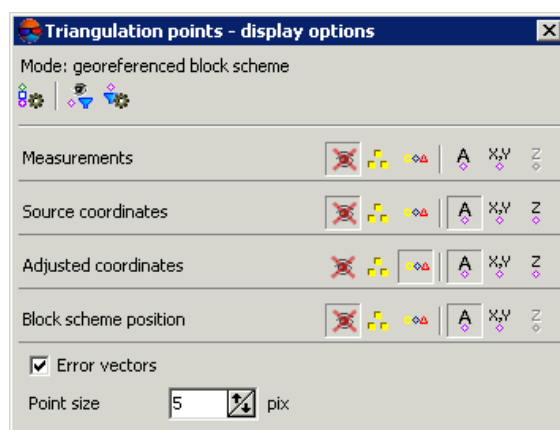 Triangulation points - display options
Mode: georeferenced block scheme
Measurements A X,Y Z
Source coordinates A X,Y Z
Adjusted coordinates A X,Y Z
Block scheme position A X,Y Z
Error vectors
Point size 5 pix